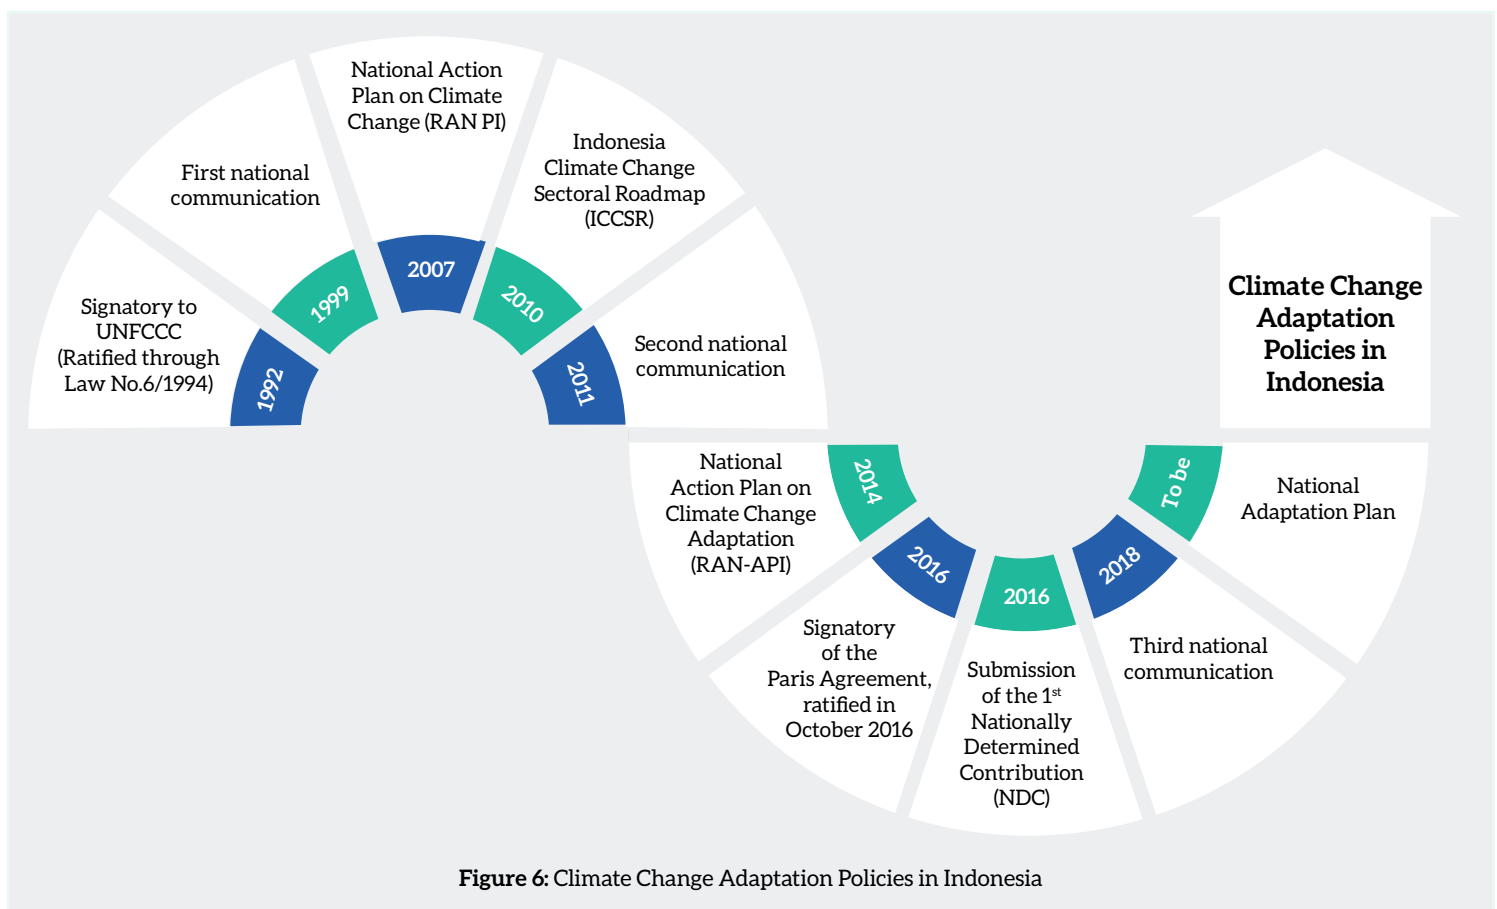 1992
Signatory to
UNFCCC
(Ratified through
Law No.6/1994)
1999
First national
communication
2007
National Action
Plan on Climate
Change (RAN PI)
2010
Indonesia
Climate Change
Sectoral Roadmap
(ICCSR)
2011
Second national
communication
2014
National
Action Plan on
Climate Change
Adaptation
(RAN-API)
2016
Signatory
of the
Paris Agreement,
ratified in
October 2016
2016
Submission
of the 1st
Nationally
Determined
Contribution
(NDC)
2018
Third national
communication
To be
National
Adaptation Plan
Climate Change
Adaptation
Policies in
Indonesia
Figure 6: Climate Change Adaptation Policies in Indonesia